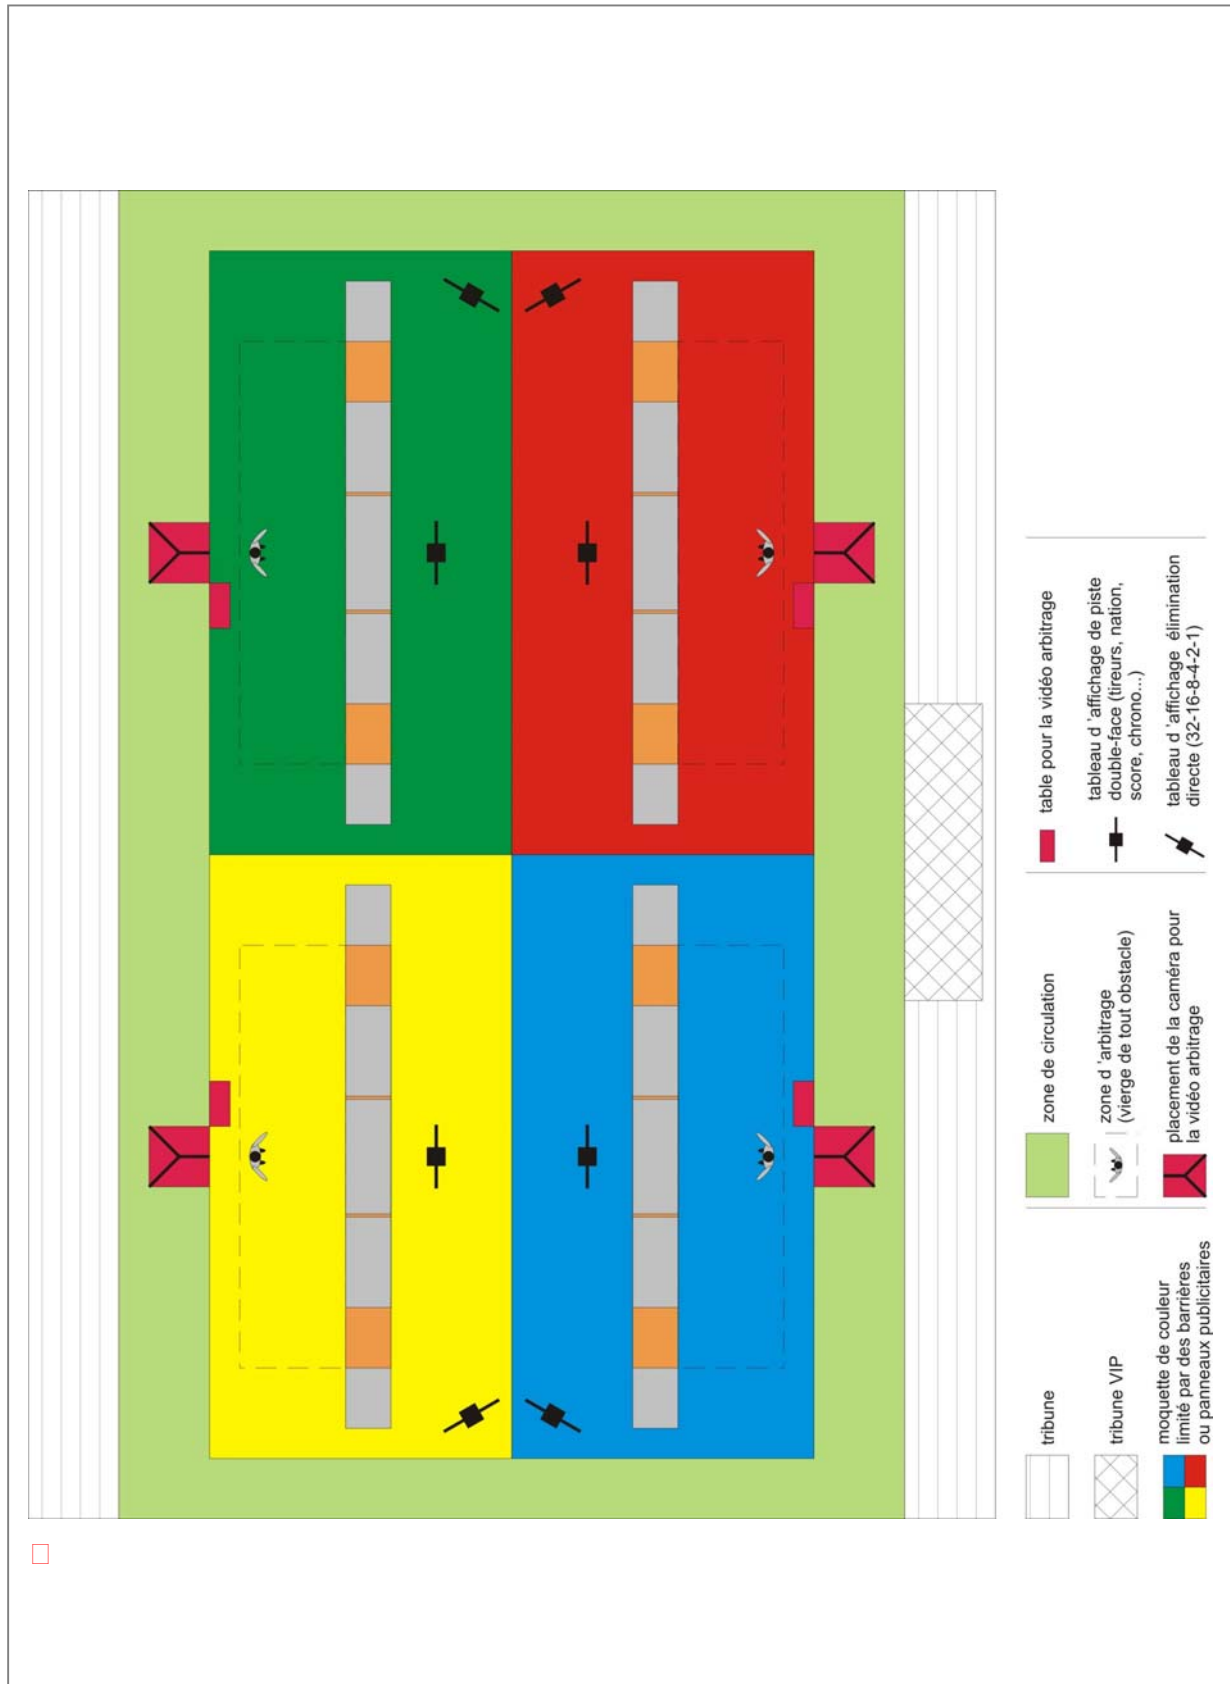 tribune
tribune VIP
moquette de couleur
limité par des barrières
ou panneaux publicitaires
zone de circulation
zone d 'arbitrage
(vierge de tout obstacle)
placement de la caméra pour
la vidéo arbitrage
table pour la vidéo arbitrage
tableau d 'affichage de piste
double-face (tireurs, nation,
score, chrono...)
tableau d 'affichage élimination
directe (32-16-8-4-2-1)